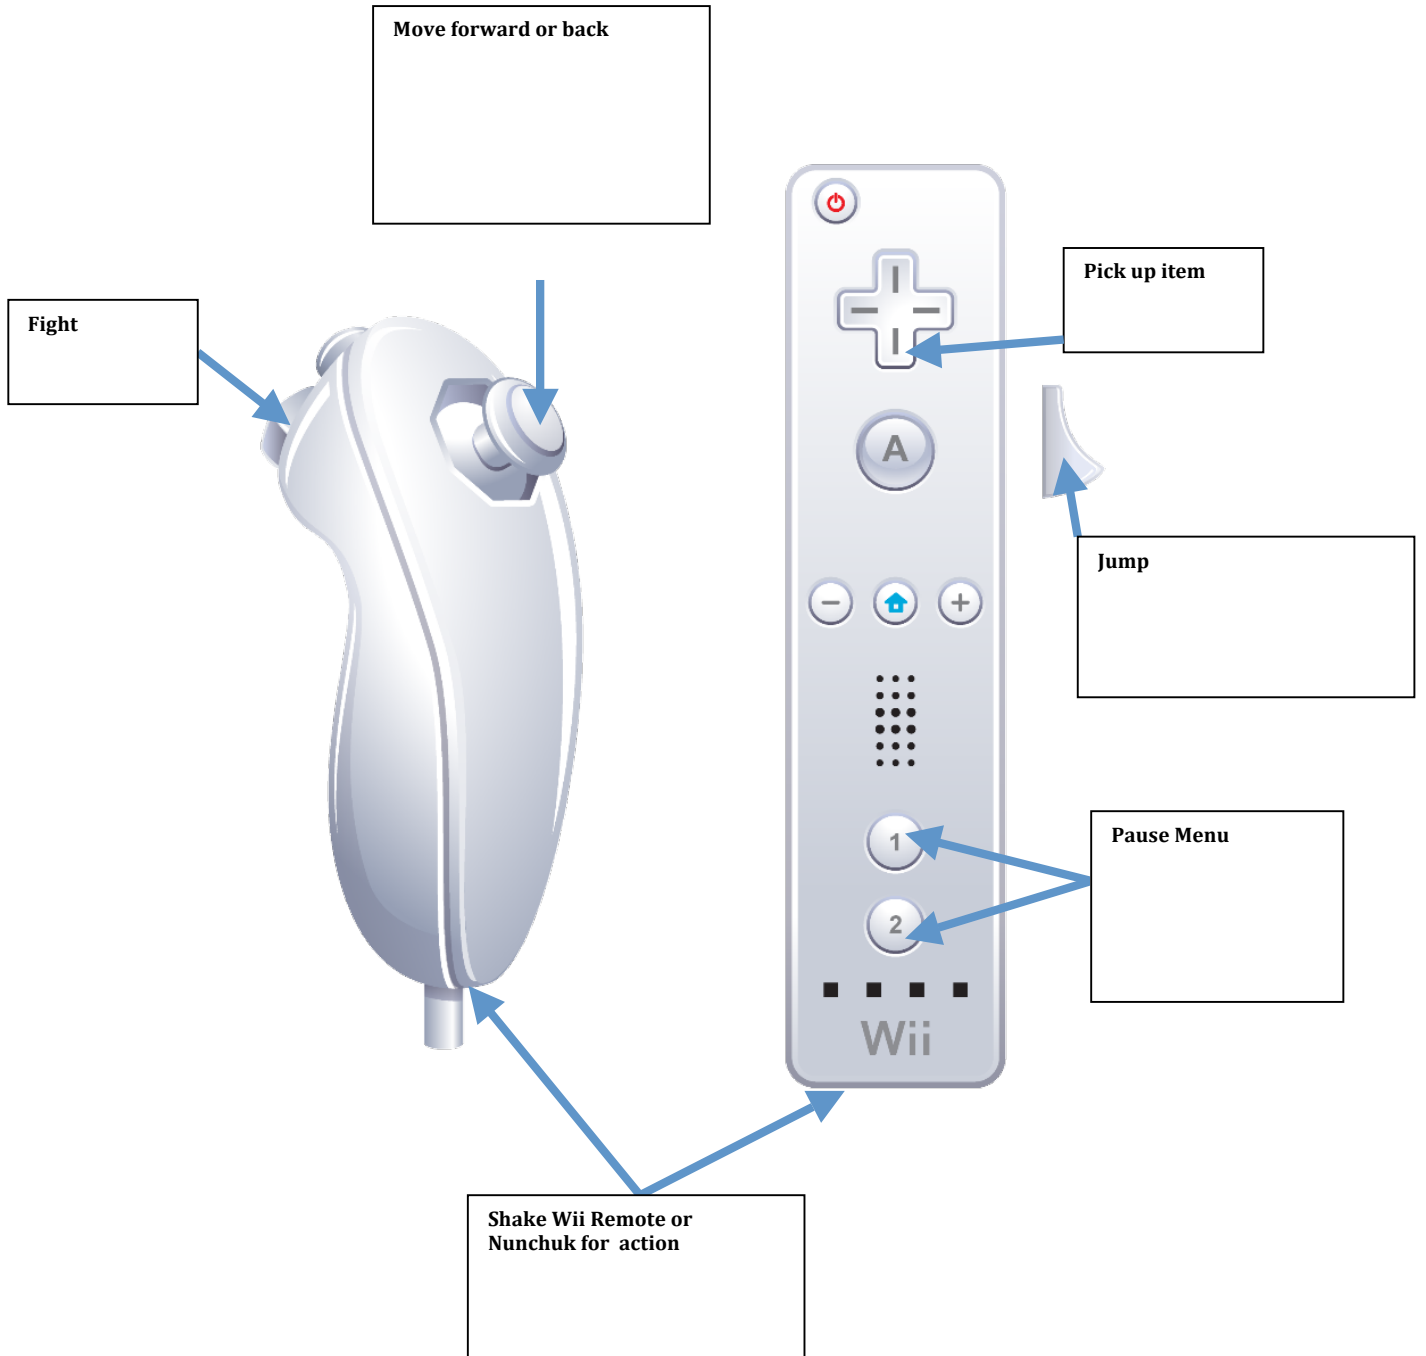 Move forward or back
Pick up item
Fight
A
Jump
1
Pause Menu
2
Wii
Shake Wii Remote or
Nunchuk for  action